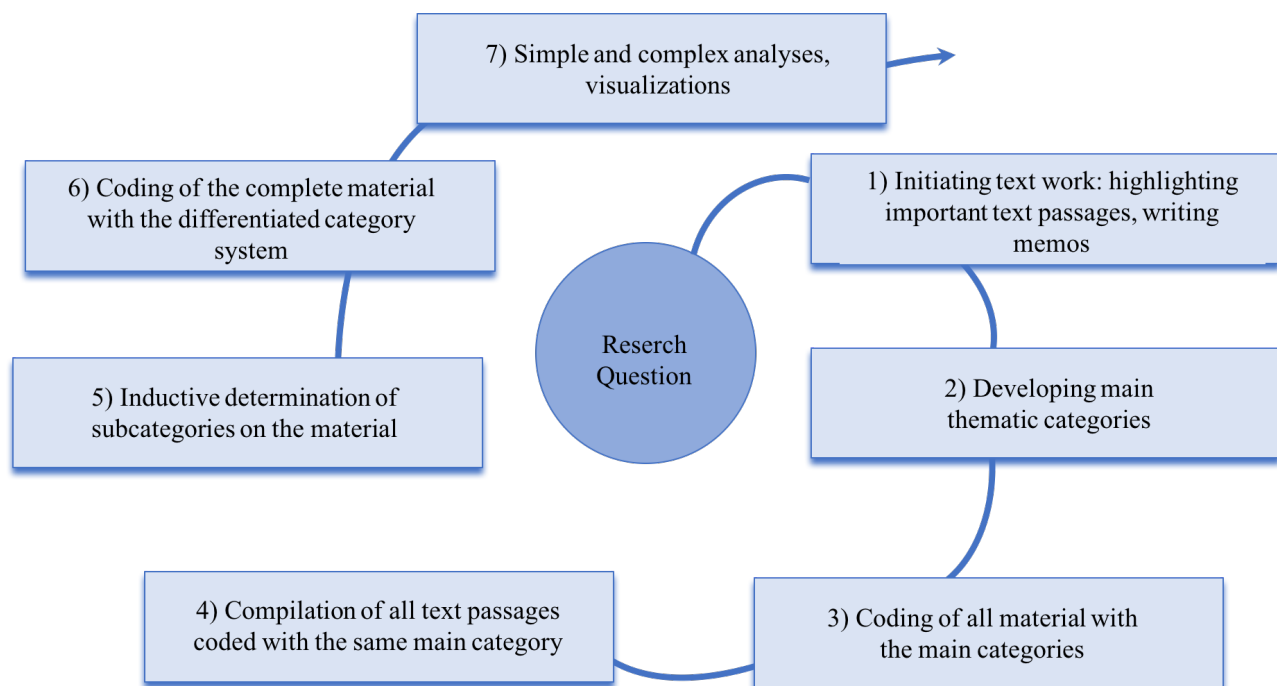 Reserch
Question
1) Initiating text work: highlighting
important text passages, writing
memos
2) Developing main
thematic categories
3) Coding of all material with
the main categories
4) Compilation of all text passages
coded with the same main category
5) Inductive determination of
subcategories on the material
6) Coding of the complete material
with the differentiated category
system
7) Simple and complex analyses,
visualizations